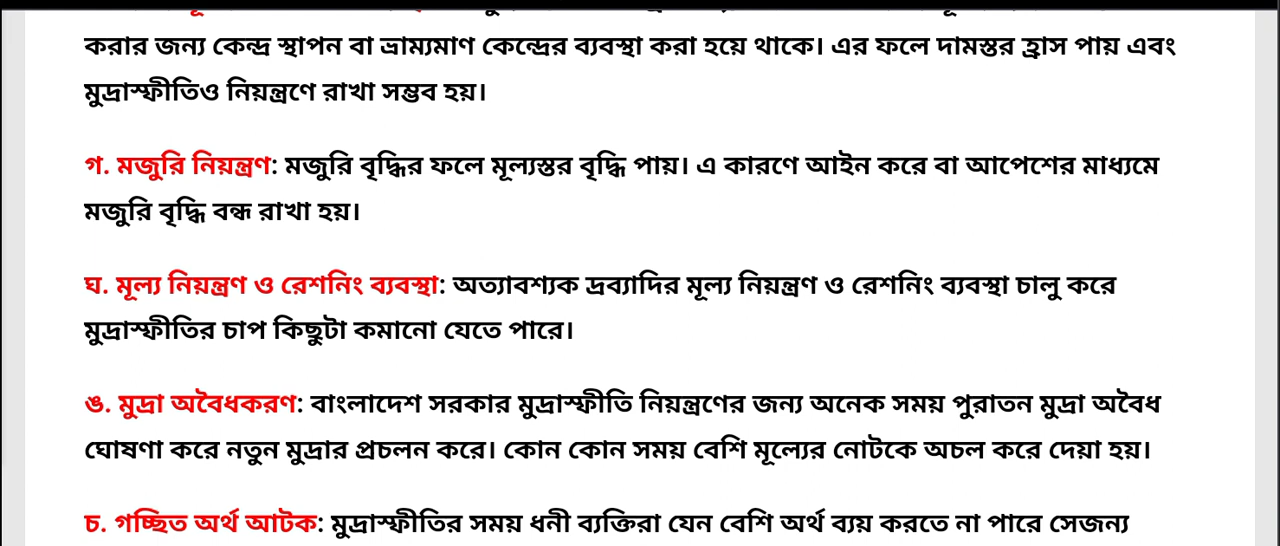 করার জন্য কেন্দ্র স্থাপন বা ভ্রাম্যমাণ কেন্দ্রের ব্যবস্থা করা হয়ে থাকে। এর ফলে দামস্তর হ্রাস পায় এবং
মুদ্রাস্ফীতিও নিয়ন্ত্রণে রাখা সম্ভব হয়।
গ. মজুরি নিয়ন্ত্রণ: মজুরি বৃদ্ধির ফলে মূল্যস্তর বৃদ্ধি পায়। এ কারণে আইন করে বা আপেশের মাধ্যমে
মজুরি বৃদ্ধি বন্ধ রাখা হয়।
ঘ. মূল্য নিয়ন্ত্রণ ও রেশনিং ব্যবস্থা: অত্যাবশ্যক দ্রব্যাদির মূল্য নিয়ন্ত্রণ ও রেশনিং ব্যবস্থা চালু করে
মুদ্রাস্ফীতির চাপ কিছুটা কমানো যেতে পারে।
ঙ. মুদ্রা অবৈধকরণ: বাংলাদেশ সরকার মুদ্রাস্ফীতি নিয়ন্ত্রণের জন্য অনেক সময় পুরাতন মুদ্রা অবৈধ
ঘোষণা করে নতুন মুদ্রার প্রচলন করে। কোন কোন সময় বেশি মূল্যের নোটকে অচল করে দেয়া হয়।
চ. গচ্ছিত অর্থ আটক: মুদ্রাস্ফীতির সময় ধনী ব্যক্তিরা যেন বেশি অর্থ ব্যয় করতে না পারে সেজন্য